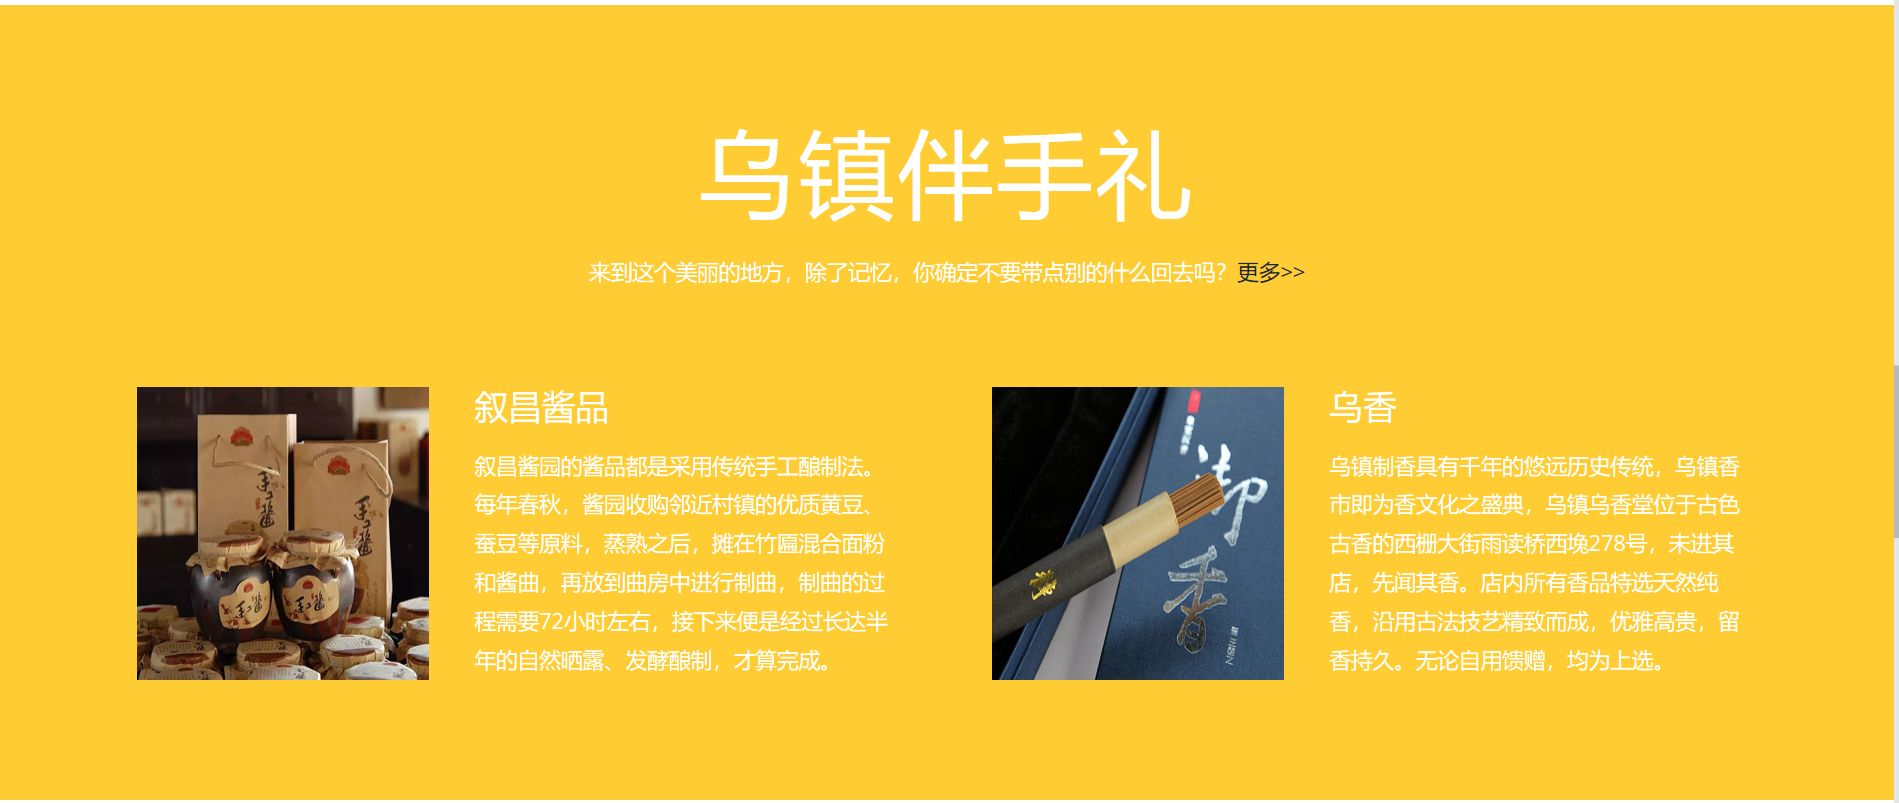 乌镇伴手礼
来到这个美丽的地方，除了记忆，你确定不要带点别的什么回去吗？更多>>
叙昌酱品
叙昌酱园的酱品都是采用传统手工酿制法。
每年春秋，酱园收购邻近村镇的优质黄豆、
蚕豆等原料，蒸熟之后，摊在竹匾混合面粉
和酱曲，再放到曲房中进行制曲，制曲的过
程需要72小时左右，接下来便是经过长达半
年的自然晒露、发酵酿制，才算完成。
手工酱
手工酱
手工酱
手工酱
乌香
乌镇制香具有千年的悠远历史传统，乌镇香
市即为香文化之盛典，乌镇乌香堂位于古色
古香的西栅大街雨读桥西堍278号，未进其
店，先闻其香。店内所有香品特选天然纯
香，沿用古法技艺精致而成，优雅高贵，留
香持久。无论自用馈赠，均为上选。
御香